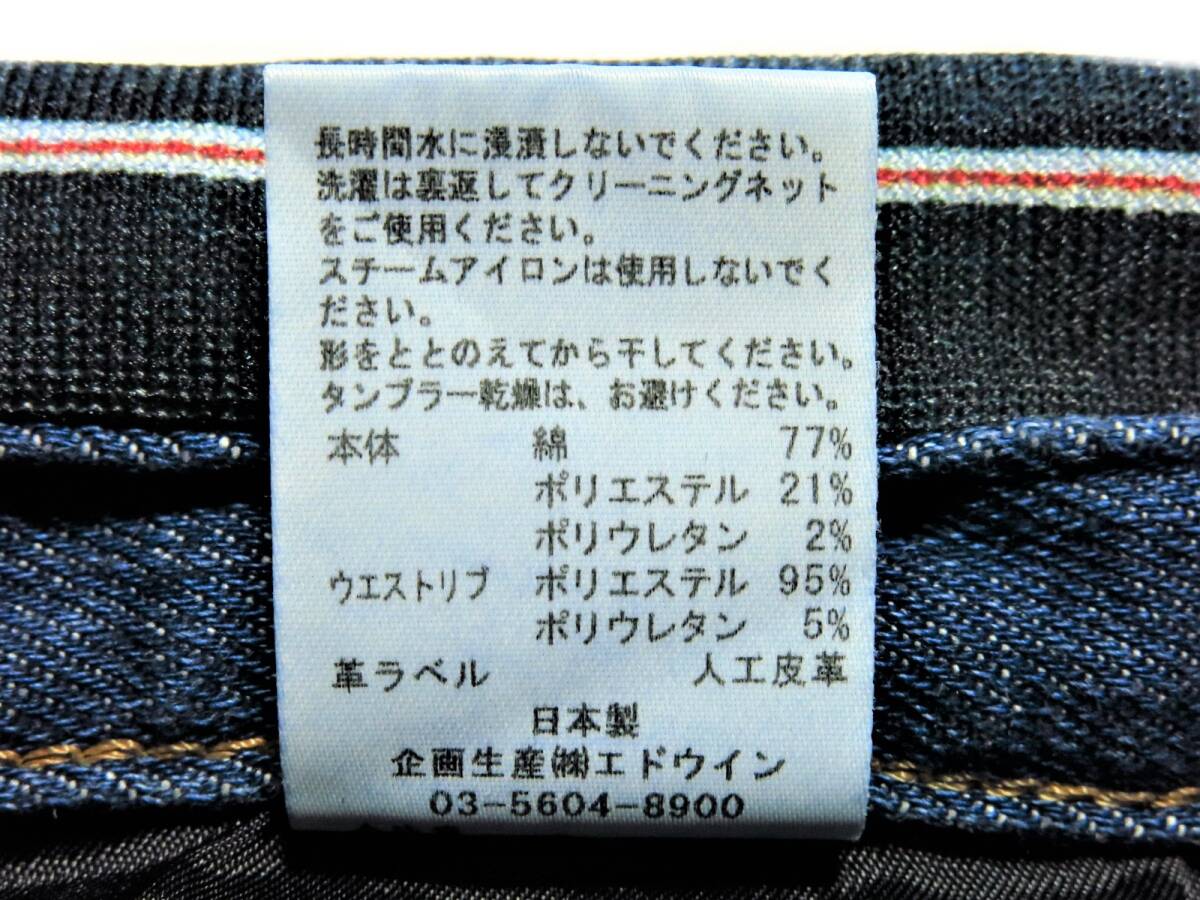 長時間水に浸漬しないでください。
洗濯は裏返してクリーニングネット
をご使用ください。
スチームアイロンは使用しないでく
ださい。
形をととのえてから干してください。
タンブラー乾燥は、お避けください。
本体 綿 77%
ポリエステル 21%
ポリウレタン 2%
ウエストリブ ポリエステル 95%
ポリウレタン 5%
革ラベル 人工皮革
日本製
企画生産㈱エドウイン
03-5604-8900